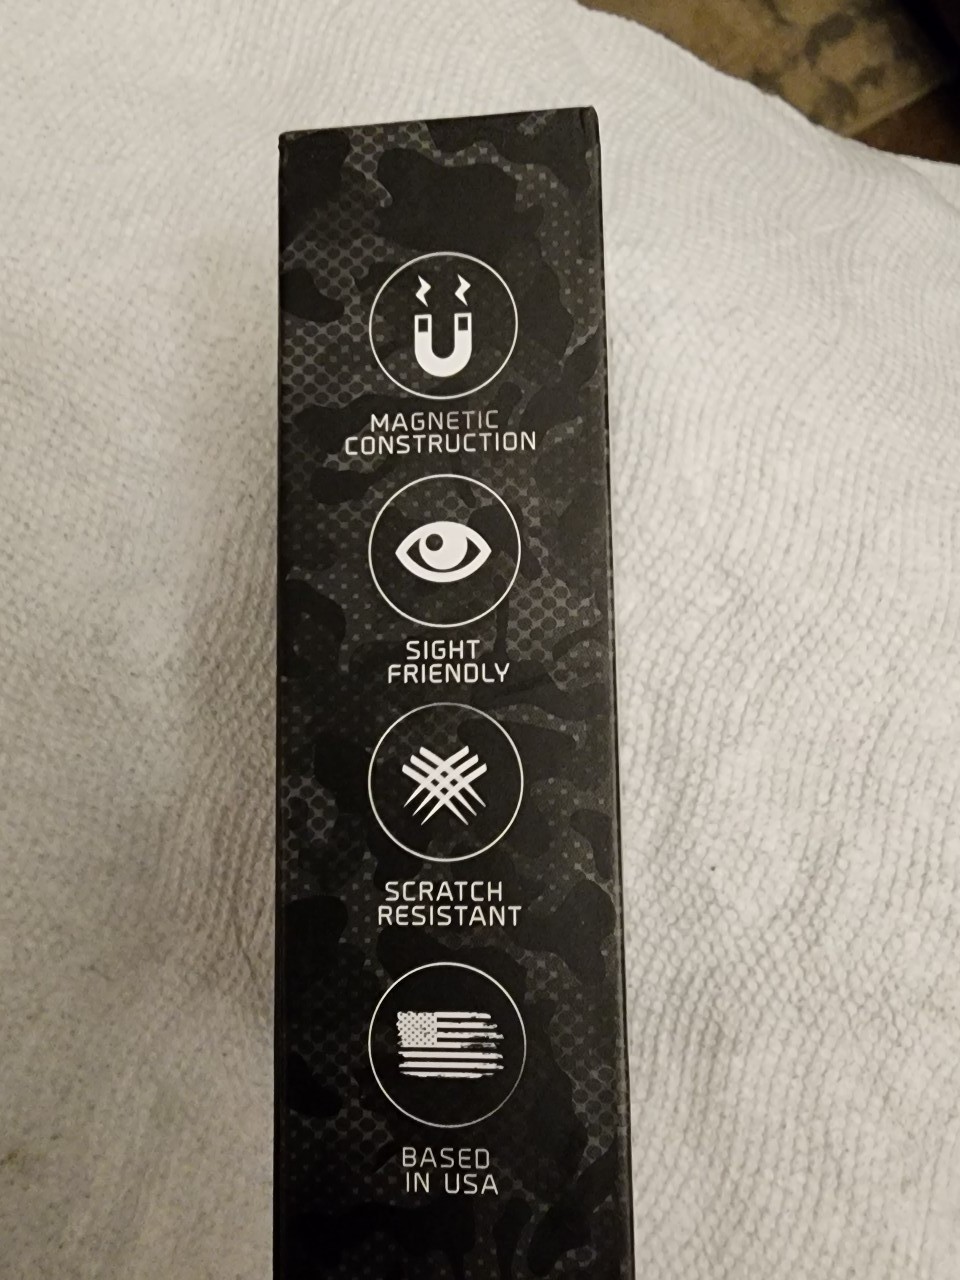 MAGNETIC
CONSTRUCTION
SIGHT
FRIENDLY
SCRATCH
RESISTANT
BASED
IN USA